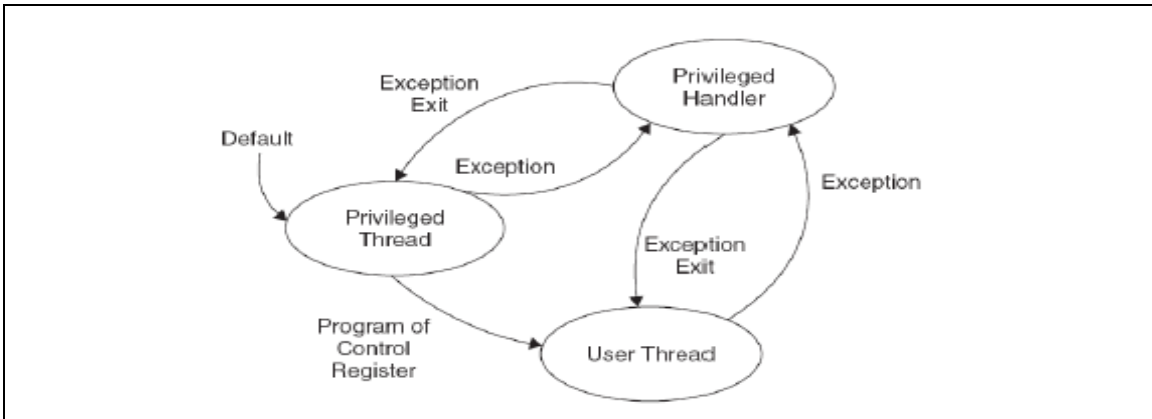 Privileged
Handler
Exception
Exit
Default
Exception
Exception
Privileged
Thread
Exception
Exit
Program of
Control
Register
User Thread